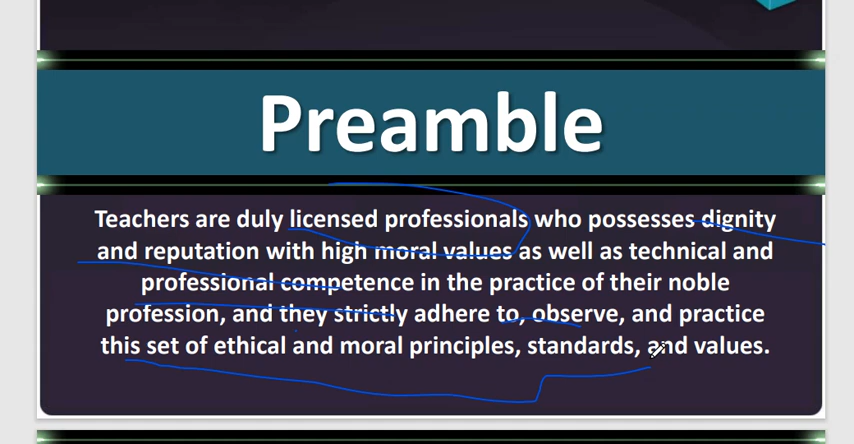 Preamble
Teachers are duly licensed professionals who possesses dignity
and reputation with high moral values as well as technical and
professional competence in the practice of their noble
profession, and they strictly adhere to, observe, and practice
this set of ethical and moral principles, standards, and values.